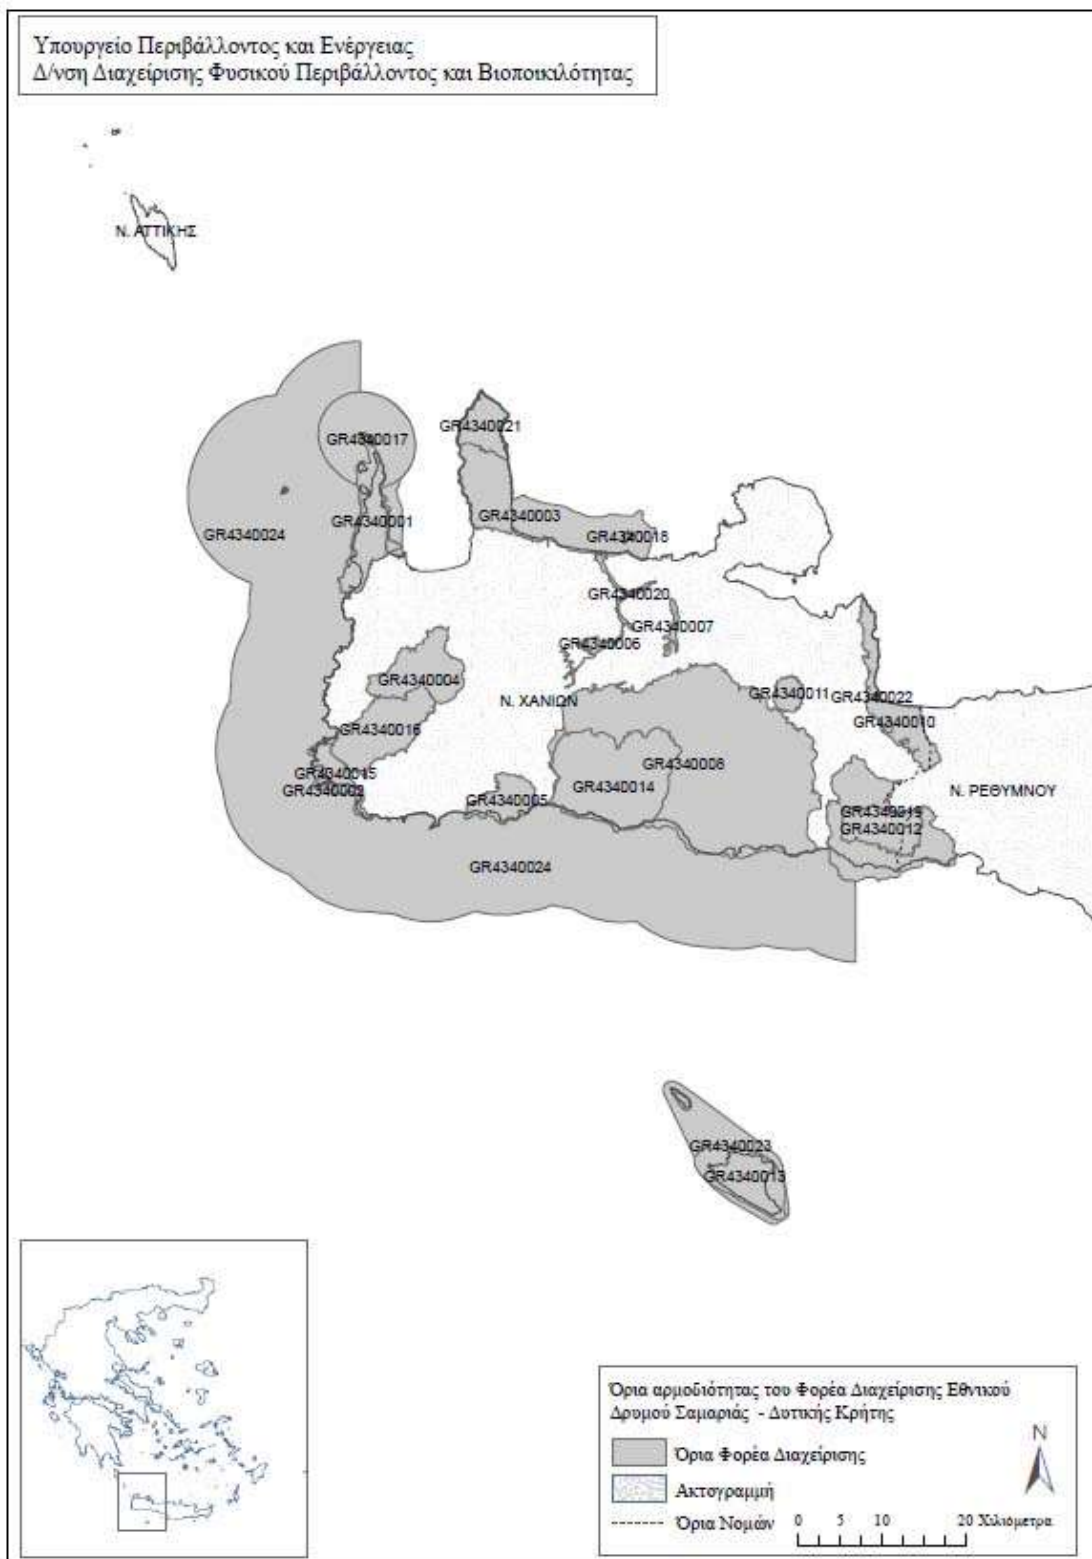 Υπουργείο Περιβάλλοντος και Ενέργειας
Δ/νση Διαχείρισης Φυσικού Περιβάλλοντος και Βιοποικιλότητας
Ν. ΑΤΤΙΚΗΣ
GR4340021
GR4340017
GR4340003
GR4340001
GR4340024
GR4340018
GR4340020
GR4340007
GR4340006
GR4340004
GR4340011
GR4340022
Ν. ΧΑΝΙΩΝ
GR4340010
GR4340016
GR4340008
GR4340015
GR4340014
GR4340002
Ν. ΡΕΘΥΜΝΟΥ
GR4340005
GR4340019
GR4340012
GR4340024
GR4340023
GR4340013
Όρια αρμοδιότητας του Φορέα Διαχείρισης Εθνικού
Δρυμού Σαμαριάς - Δυτικής Κρήτης
N
Όρια Φορέα Διαχείρισης
Ακτογραμμή
Όρια Νομών
0 5 10 20 Χιλιόμετρα